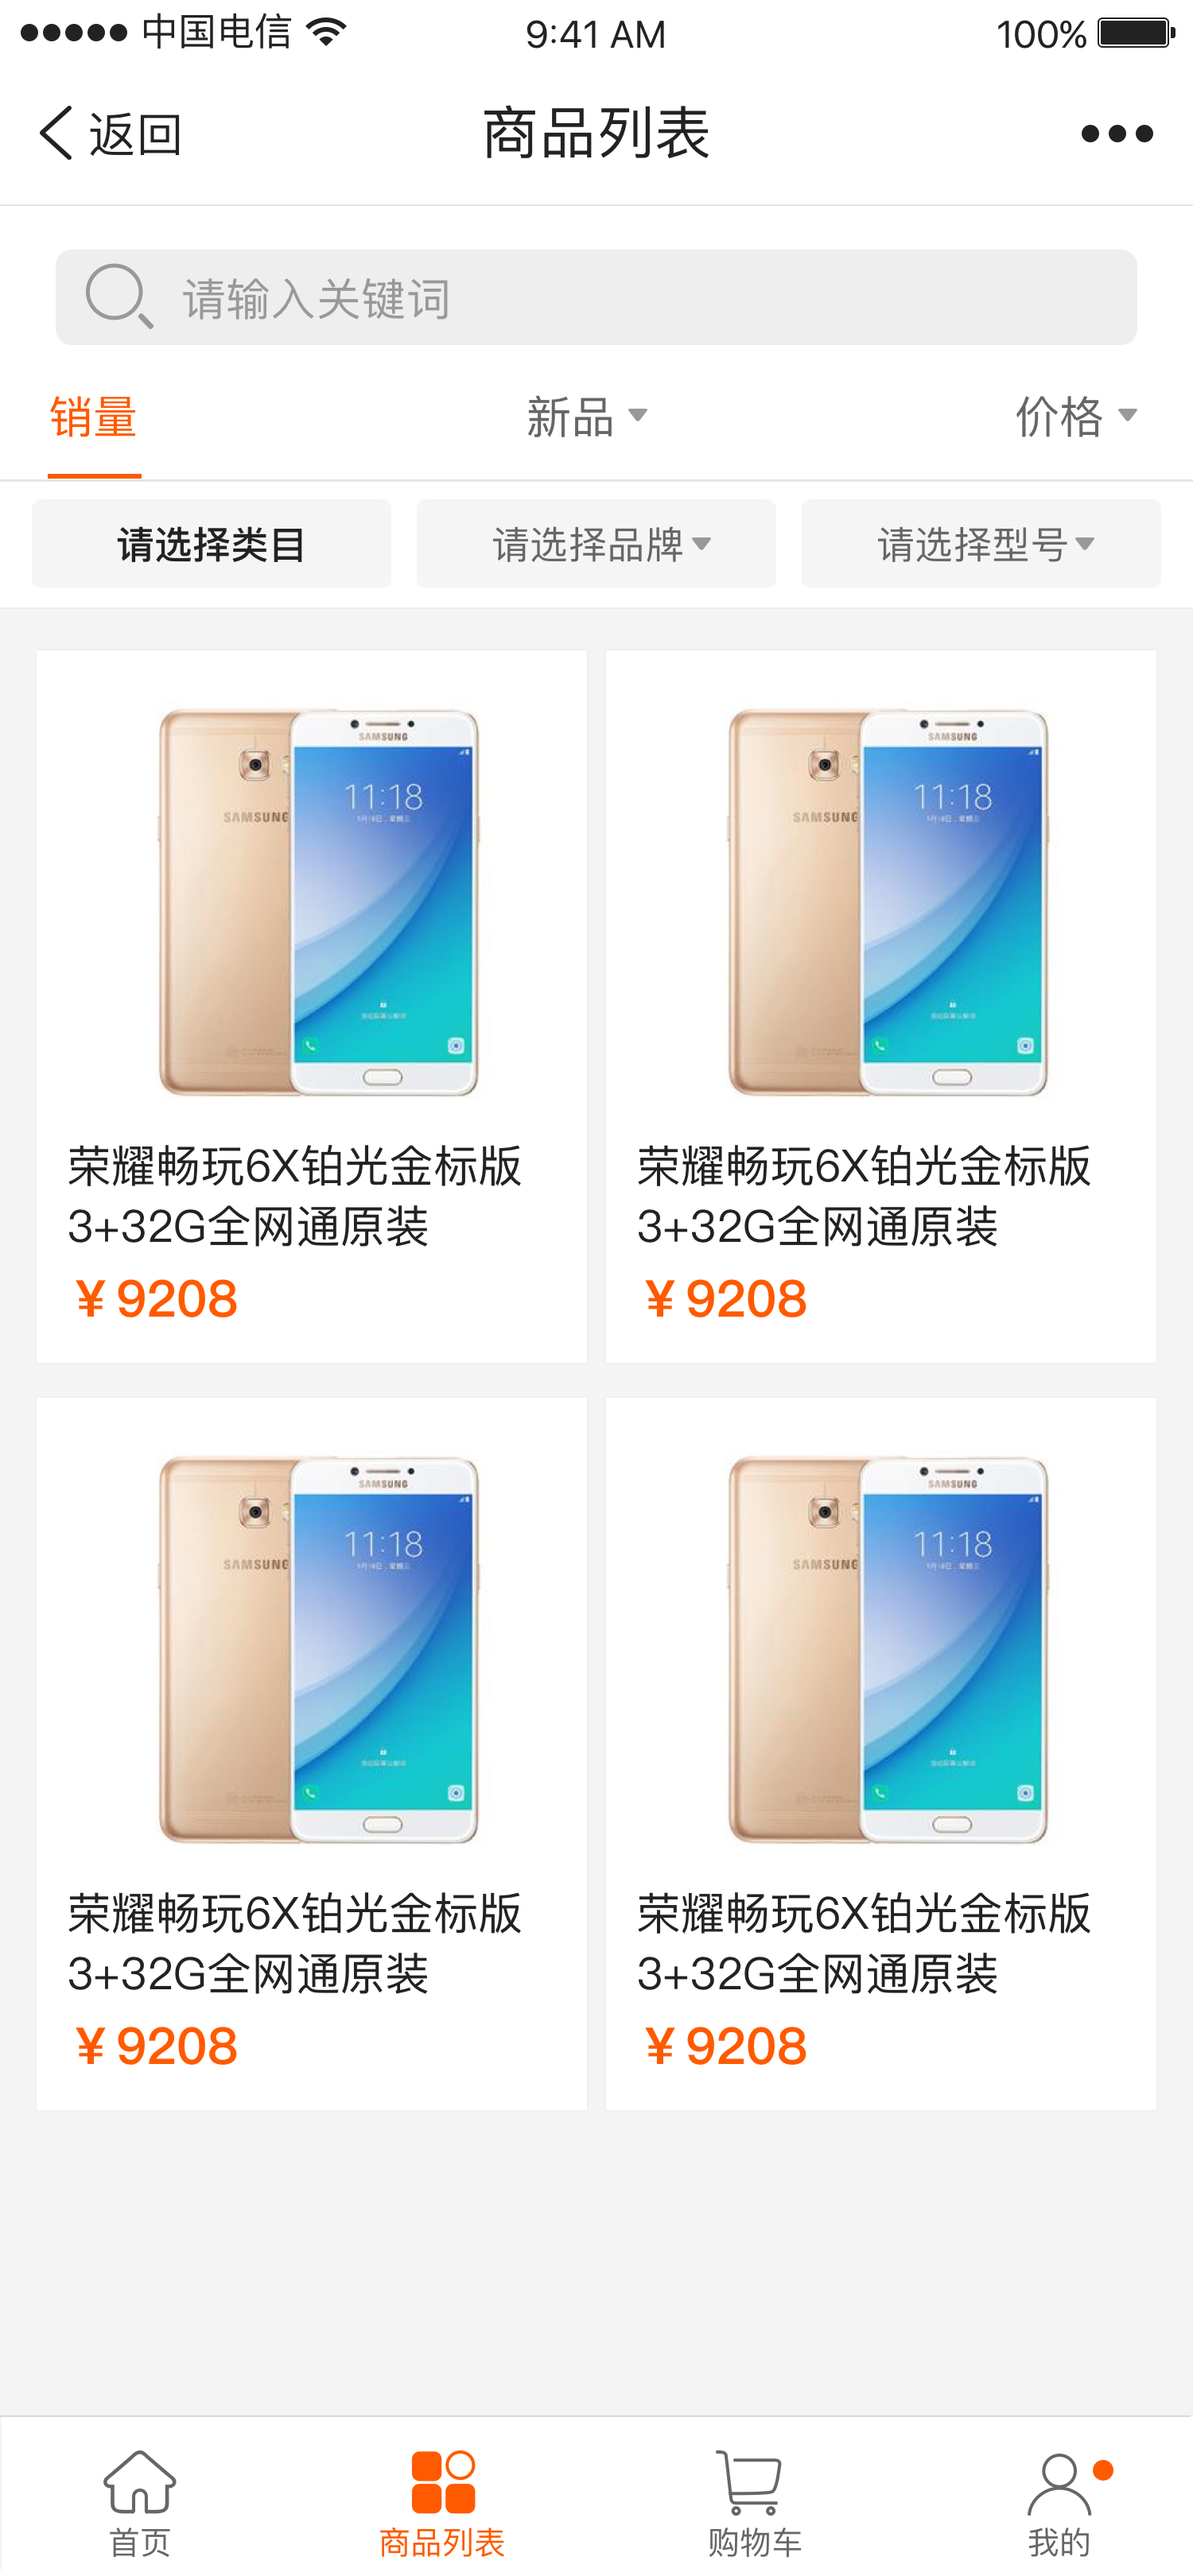 中国电信
9:41 AM
100%
返回
商品列表
请输入关键词
销量
新品
价格
请选择类目
请选择品牌
请选择型号
SAMSUNG
SAMSUNG
11:18
SAMSUNG
SAMSUNG
11:18
荣耀畅玩6X铂光金标版
3+32G全网通原装
¥ 9208
荣耀畅玩6X铂光金标版
3+32G全网通原装
¥ 9208
SAMSUNG
SAMSUNG
11:18
SAMSUNG
SAMSUNG
11:18
荣耀畅玩6X铂光金标版
3+32G全网通原装
¥ 9208
荣耀畅玩6X铂光金标版
3+32G全网通原装
¥ 9208
首页
商品列表
购物车
我的